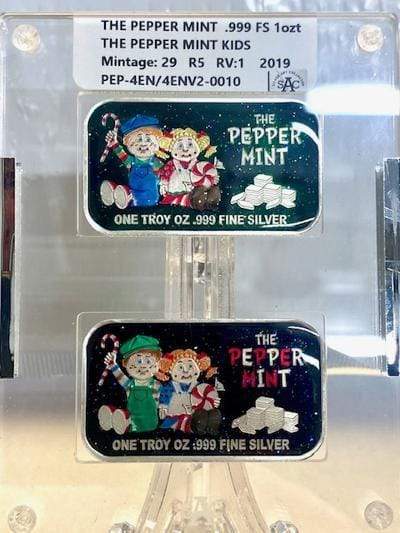 THE PEPPER MINT .999 FS 1ozt
THE PEPPER MINT KIDS
Mintage: 29 R5 RV:1 2019
PEP-4EN/4ENV2-0010
SAC
THE
PEPPER
MINT
ONE TROY OZ .999 FINE SILVER
THE
PEPPER
MINT
ONE TROY OZ .999 FINE SILVER